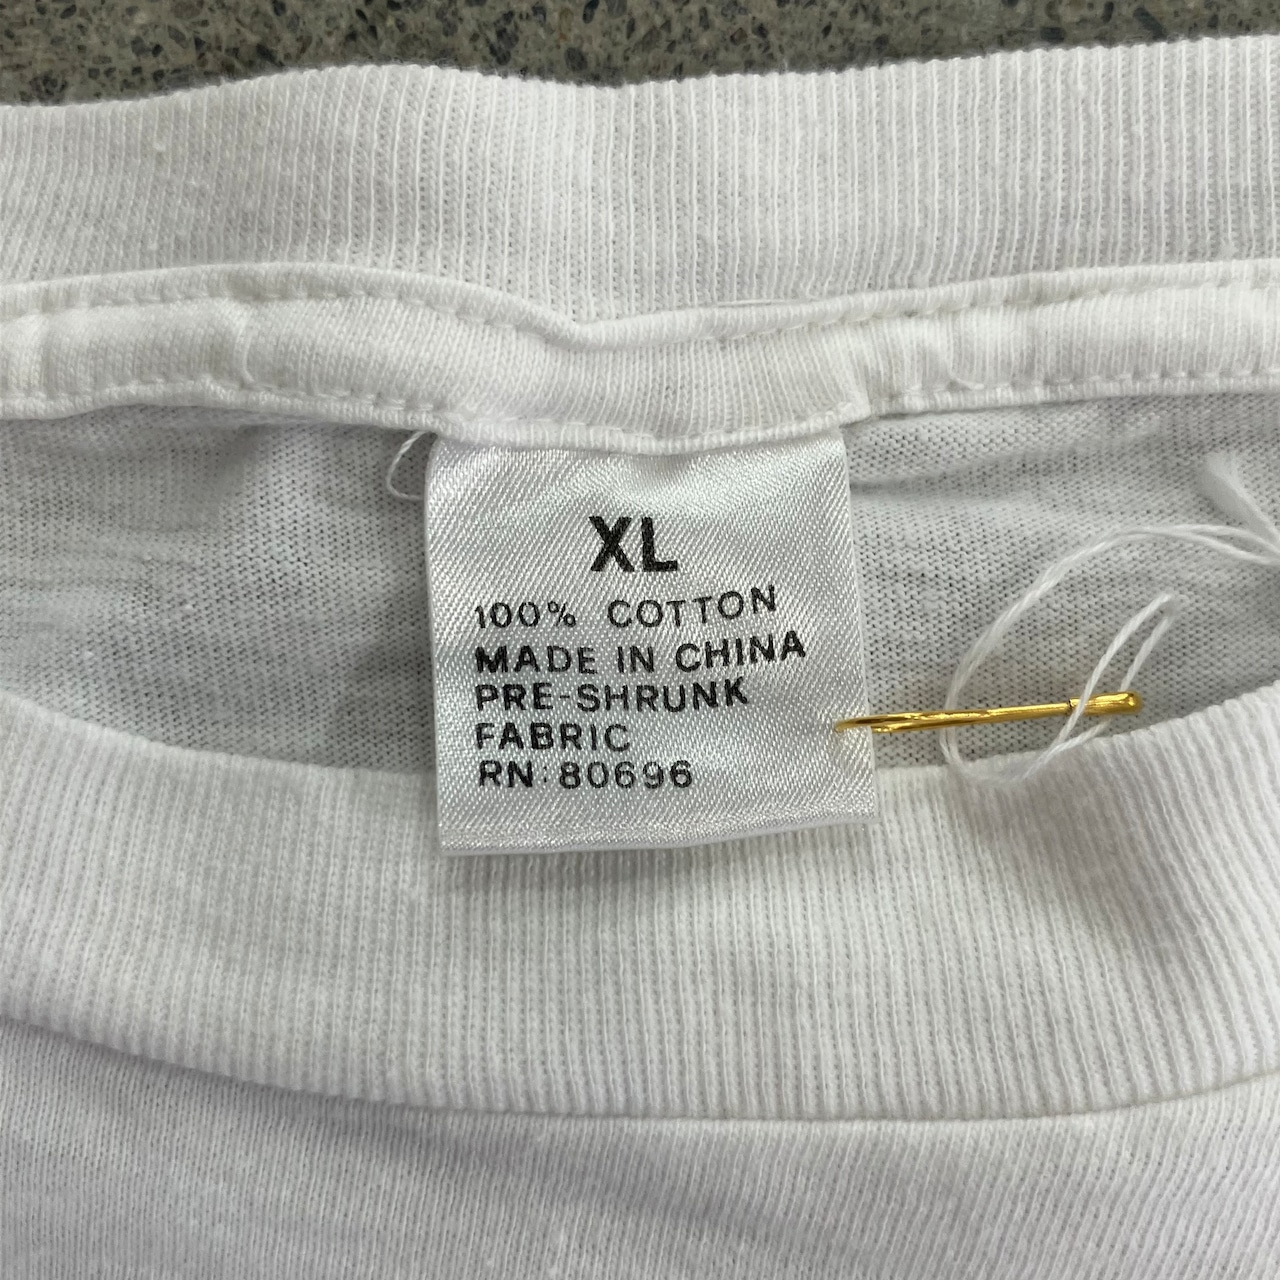 XL
100% COTTON
MADE IN CHINA
PRE-SHRUNK
FABRIC
RN:80696